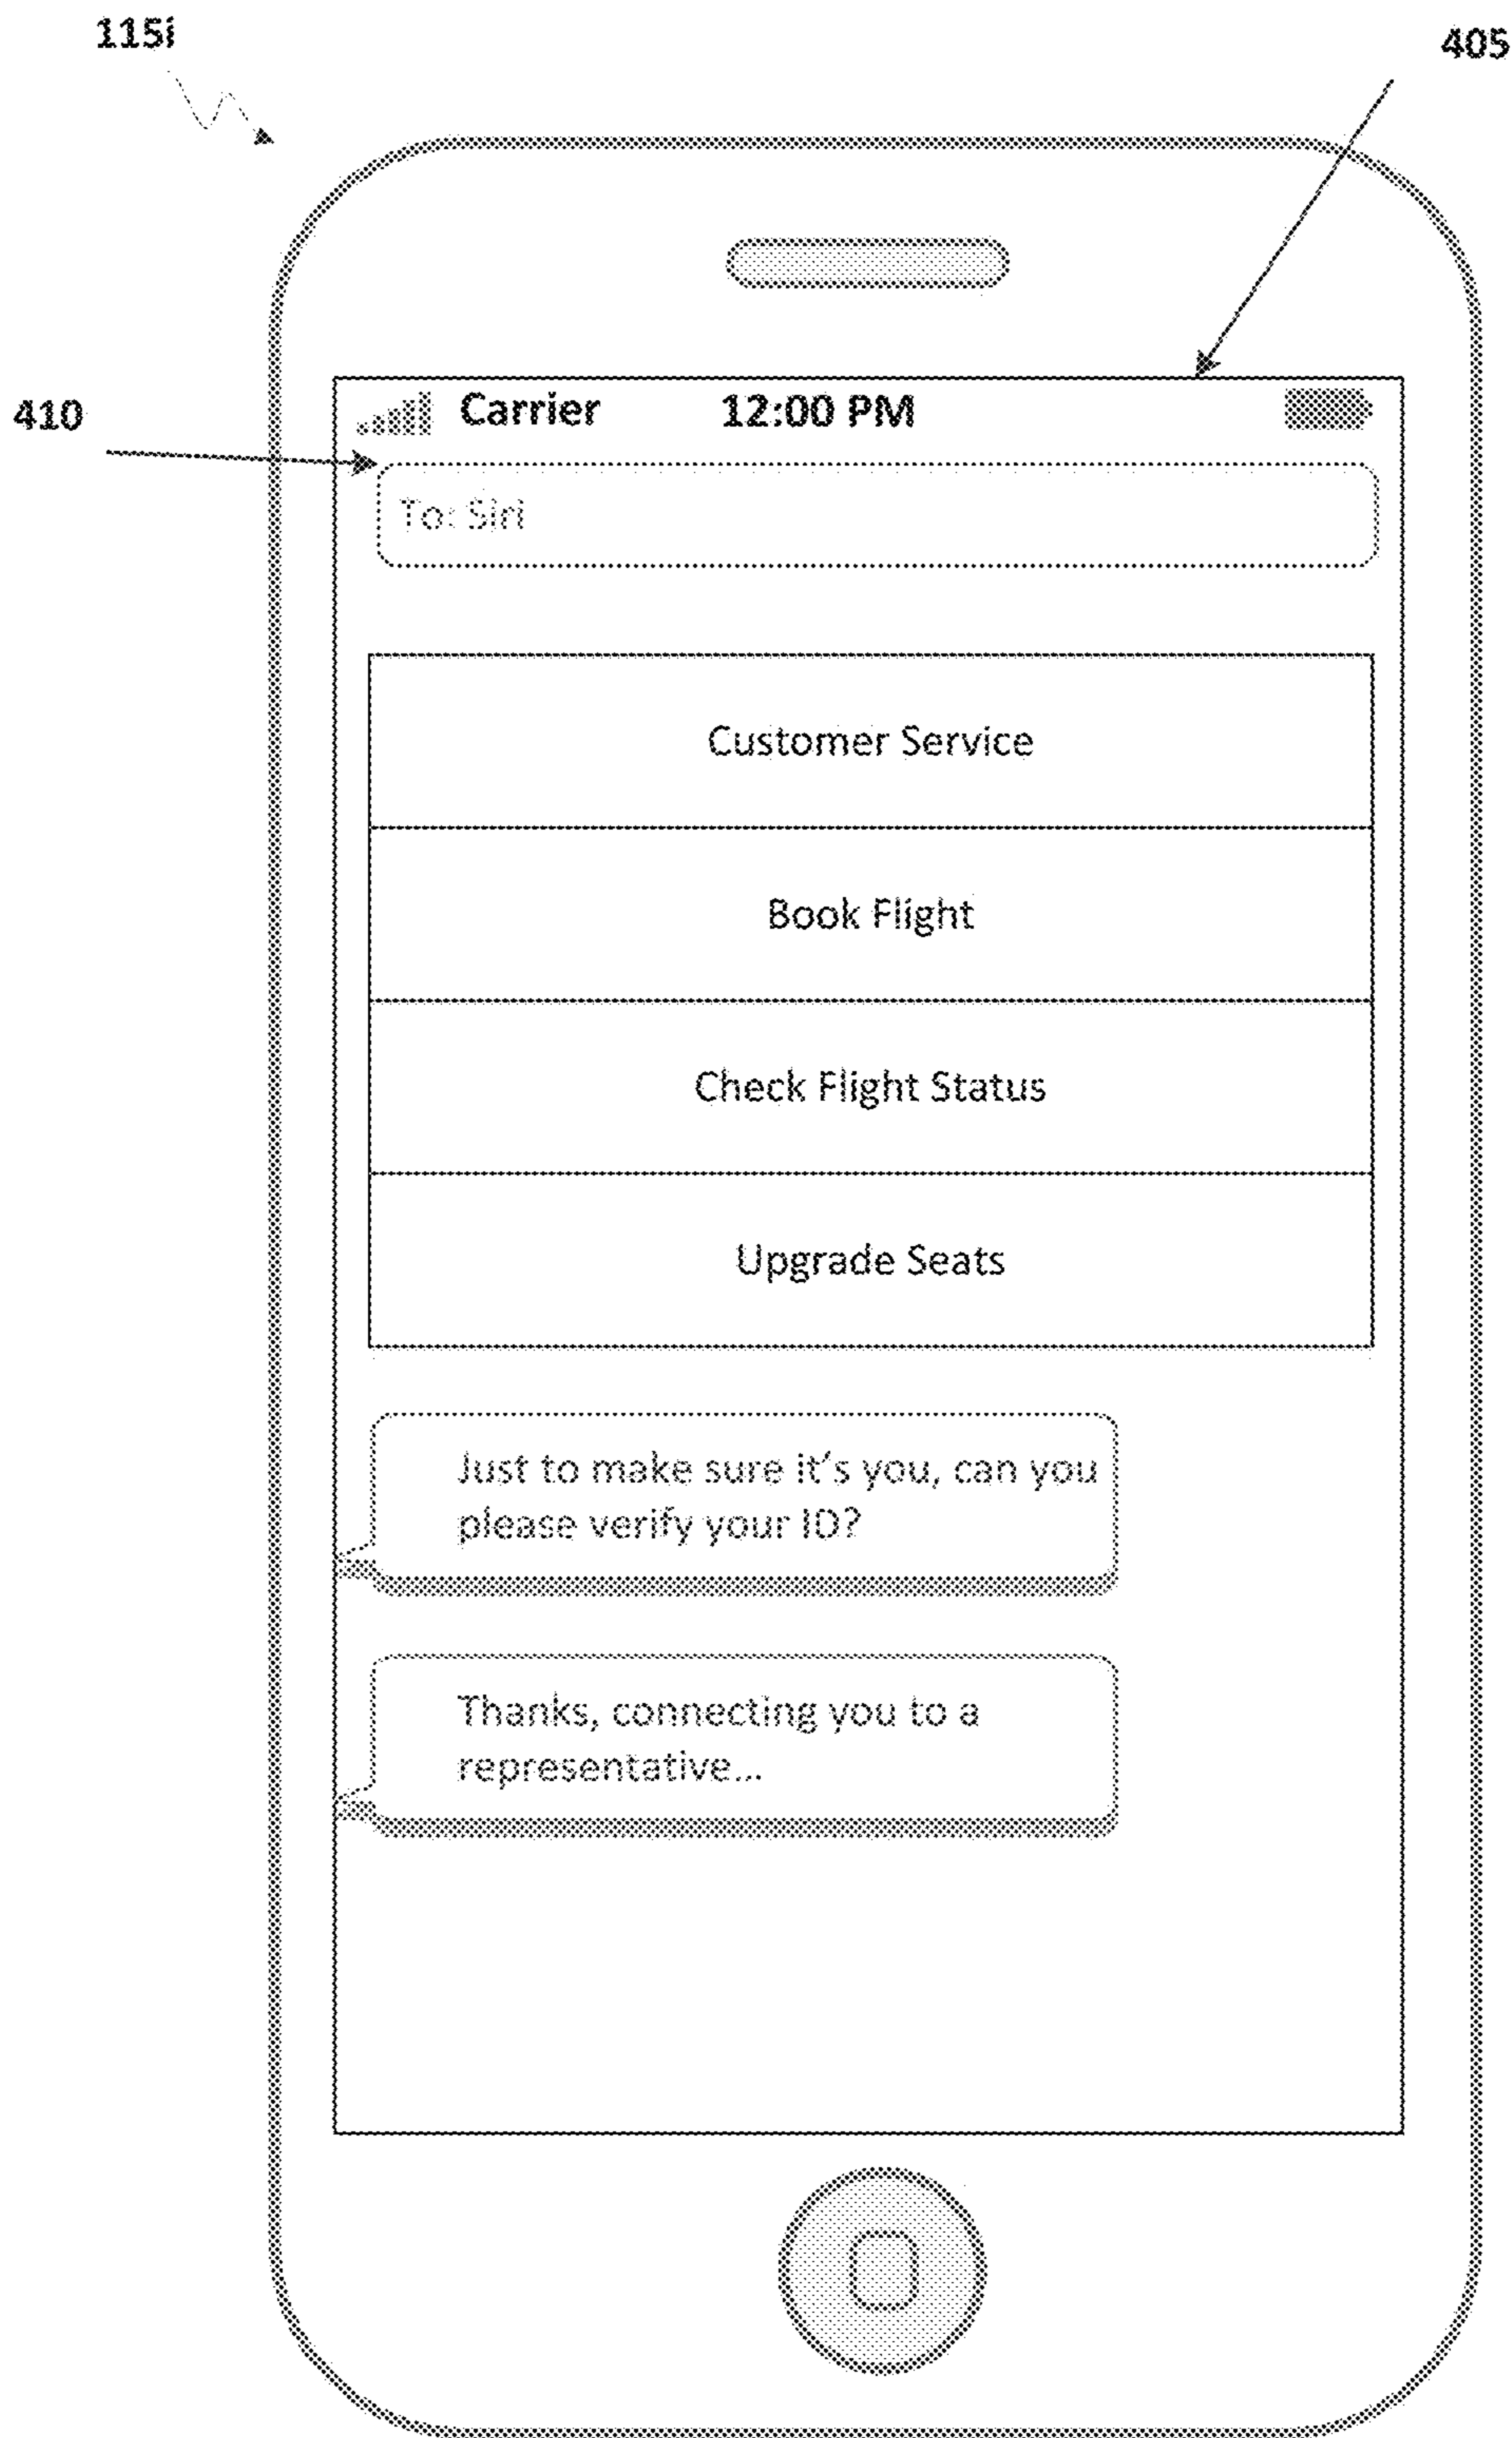 115i
405
410
Carrier 12:00 PM
To: Siri
Customer Service
Book Flight
Check Flight Status
Upgrade Seats
Just to make sure it's you, can you
please verify your ID?
Thanks, connecting you to a
representative...